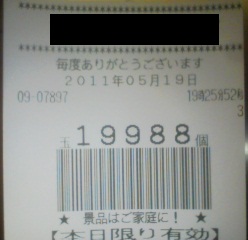 毎度ありがとうございます
2011年05月19日
09-07897 19時25分52秒
3
玉 19988 個
★ 景品はご家庭に! ★
【本日限り有効】